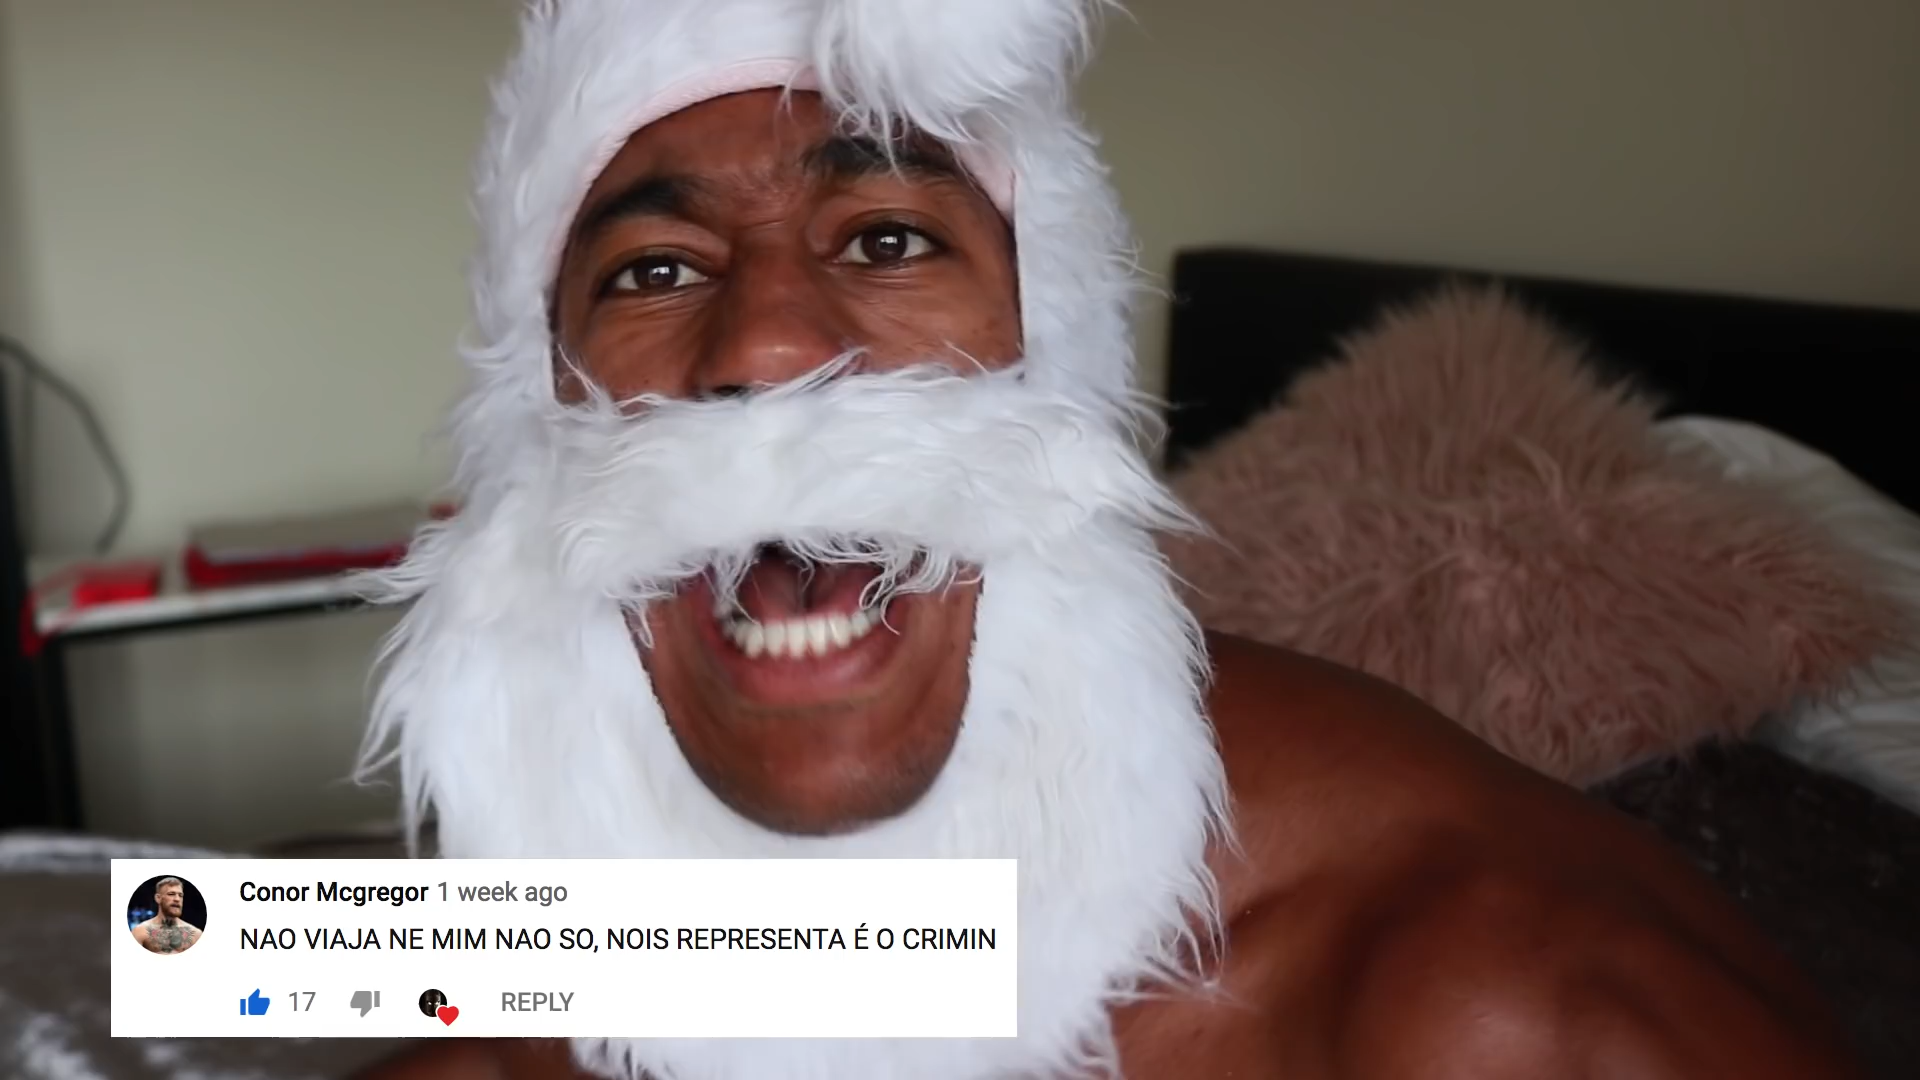 Conor Mcgregor 1 week ago
NAO VIAJA NE MIM NAO SO, NOIS REPRESENTA É O CRIMIN
17 REPLY